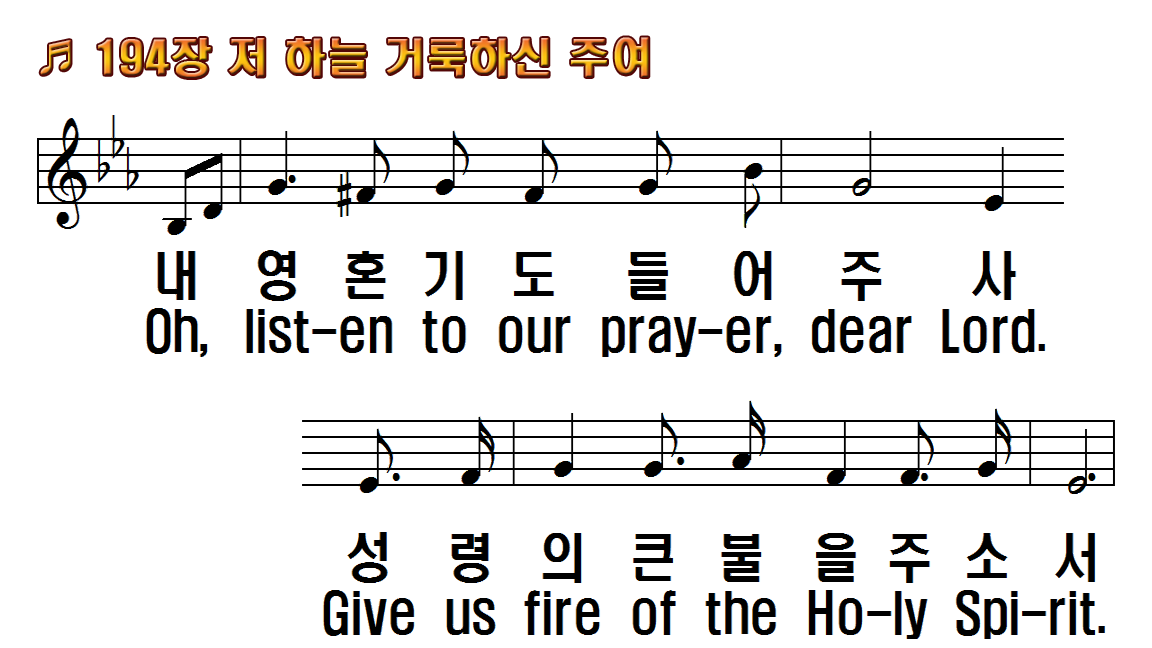 194장 저 하늘 거룩하신 주여
내 영 혼 기 도 들 어 주 사
Oh, list-en to our pray-er, dear Lord.
성 령 의 큰 불 을 주 소 서
Give us fire of the Ho-ly Spi-rit.